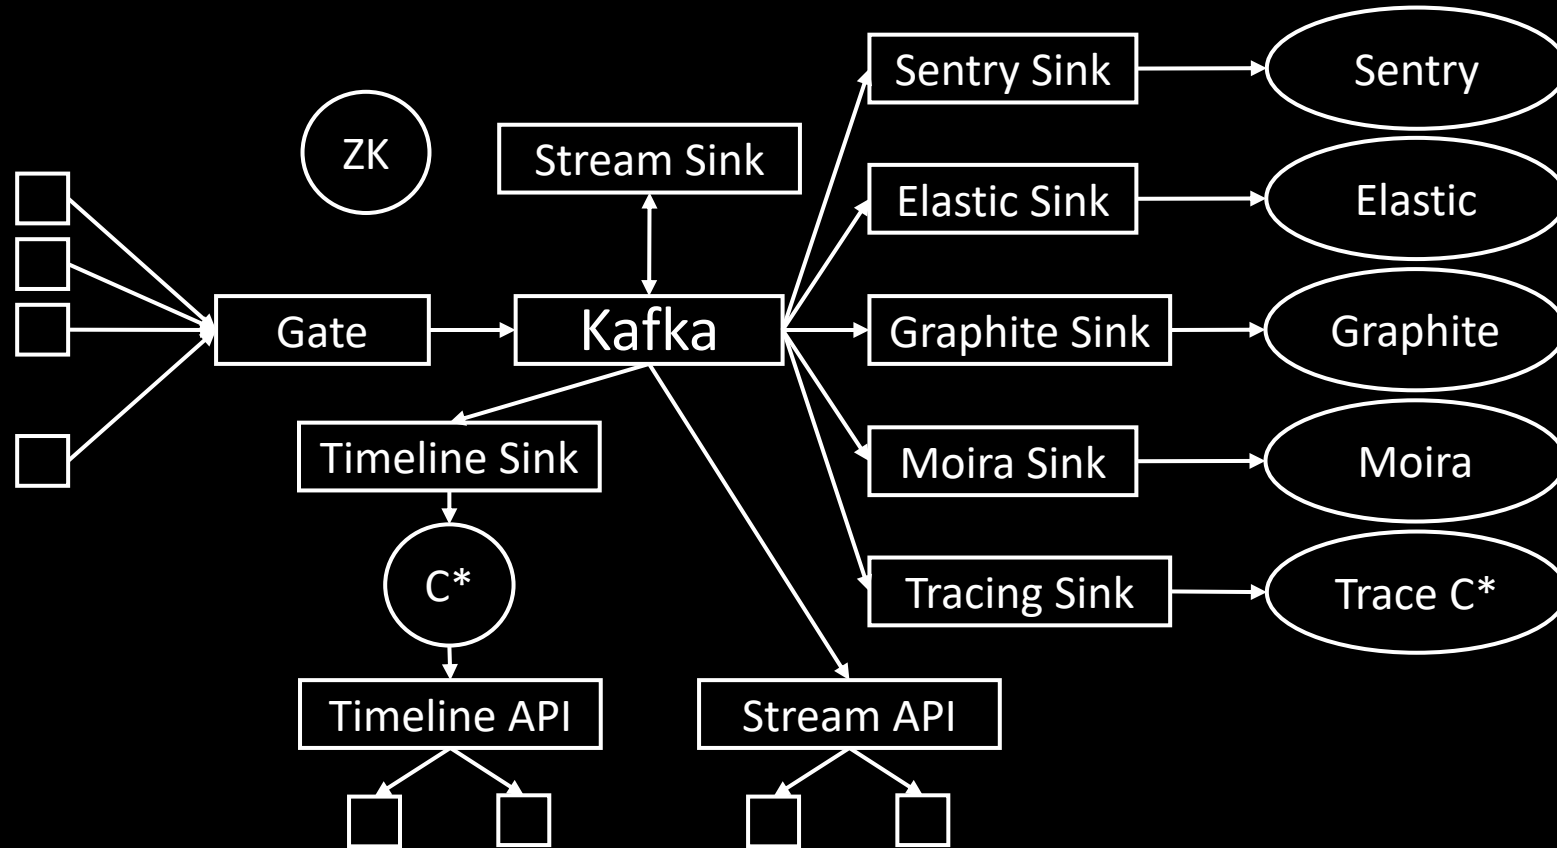 Sentry Sink
Sentry
ZK
Stream Sink
Elastic Sink
Elastic
Gate
Kafka
Graphite Sink
Graphite
Timeline Sink
Moira Sink
Moira
C*
Tracing Sink
Trace C*
Timeline API
Stream API